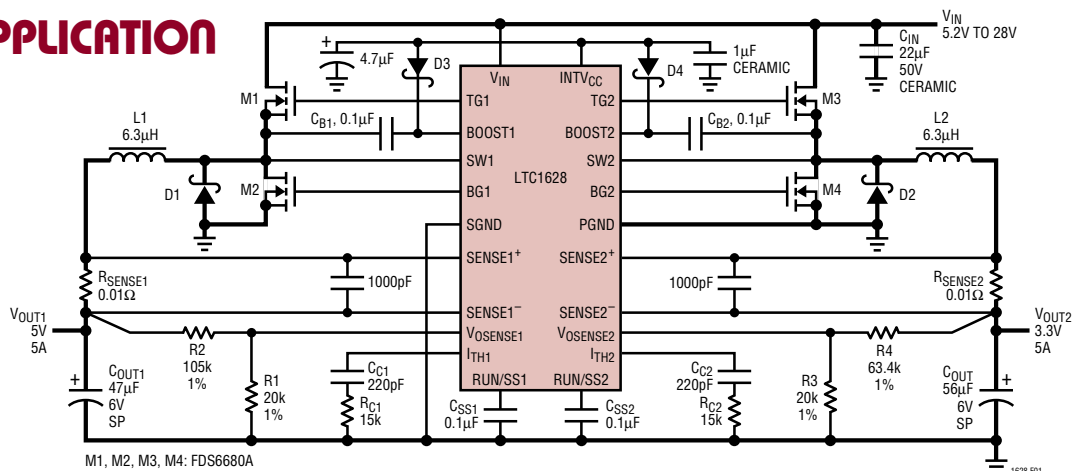 PPLICATION
VIN
5.2V TO 28V
CIN
22µF
50V
CERAMIC
4.7µF
D3
D4
1µF
CERAMIC
VIN
INTVCC
M1
TG1
TG2
M3
L1
6.3µH
CB1, 0.1µF
BOOST1
BOOST2
CB2, 0.1µF
L2
6.3µH
SW1
SW2
LTC1628
D1
M2
BG1
BG2
M4
D2
SGND
PGND
SENSE1+
SENSE2+
RSENSE1
0.01Ω
1000pF
1000pF
RSENSE2
0.01Ω
SENSE1−
SENSE2−
VOUT1
5V
5A
VOSENSE1
VOSENSE2
VOUT2
3.3V
5A
R2
105k
1%
R4
63.4k
1%
ITH1
ITH2
COUT1
47µF
6V
SP
R1
20k
1%
CC1
220pF
RC1
15k
RUN/SS1
RUN/SS2
CSS1
0.1µF
CSS2
0.1µF
CC2
220pF
RC2
15k
R3
20k
1%
COUT
56µF
6V
SP
M1, M2, M3, M4: FDS6680A
1628 F01